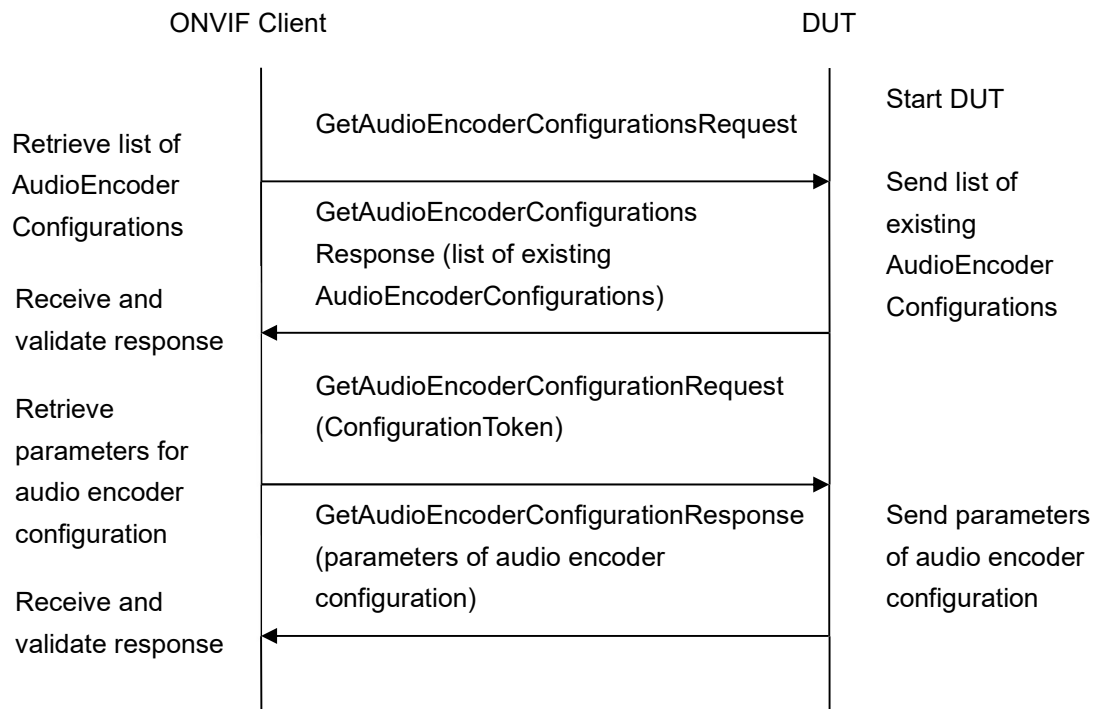 ONVIF Client
DUT
Start DUT
GetAudioEncoderConfigurationsRequest
Retrieve list of
AudioEncoder
Configurations
Send list of
existing
AudioEncoder
Configurations
GetAudioEncoderConfigurations
Response (list of existing
AudioEncoderConfigurations)
Receive and
validate response
GetAudioEncoderConfigurationRequest
(ConfigurationToken)
Retrieve
parameters for
audio encoder
configuration
GetAudioEncoderConfigurationResponse
(parameters of audio encoder
configuration)
Send parameters
of audio encoder
configuration
Receive and
validate response